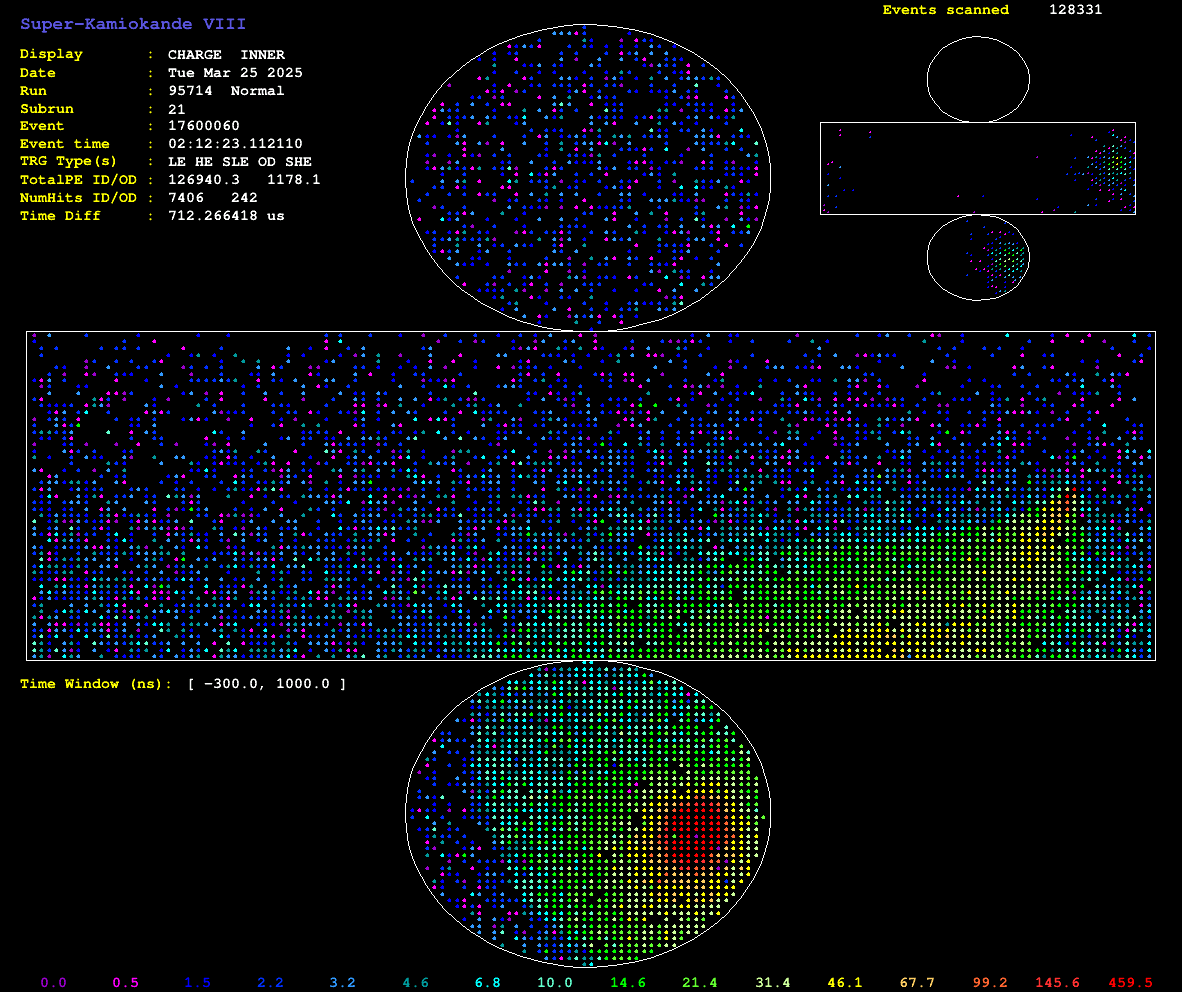 Super-Kamiokande VIII
Events scanned 128331
Display : CHARGE INNER
Date : Tue Mar 25 2025
Run : 95714 Normal
Subrun : 21
Event : 17600060
Event time : 02:12:23.112110
TRG Type(s) : LE HE SLE OD SHE
TotalPE ID/OD : 126940.3 1178.1
NumHits ID/OD : 7406 242
Time Diff : 712.266418 us
Time Window (ns): [ -300.0, 1000.0 ]
0.0 0.5 1.5 2.2 3.2 4.6 6.8 10.0 14.6 21.4 31.4 46.1 67.7 99.2 145.6 459.5